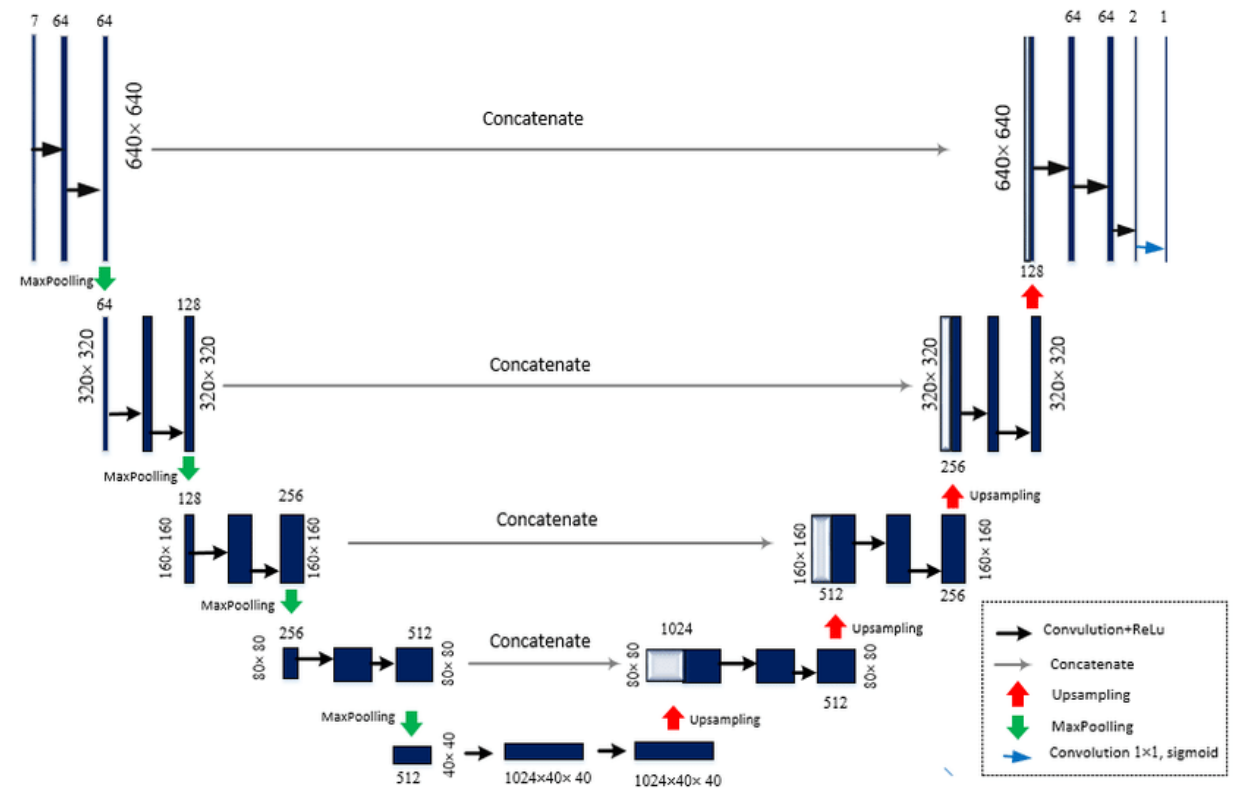 7 64 64
64 64 2 1
640× 640
Concatenate
640× 640
MaxPoolling
128
64 128
320× 320
320× 320
Concatenate
320× 320
320× 320
MaxPoolling
256
Upsampling
128 256
160× 160
160× 160
Concatenate
160× 160
160× 160
512
256
MaxPoolling
Upsampling
256 512
80× 80
80× 80
Concatenate
1024
80× 80
80× 80
512
MaxPoolling
Upsampling
512
40× 40
1024×40× 40
1024×40× 40
Convulution+ReLu
Concatenate
Upsampling
MaxPoolling
Convolution 1×1, sigmoid